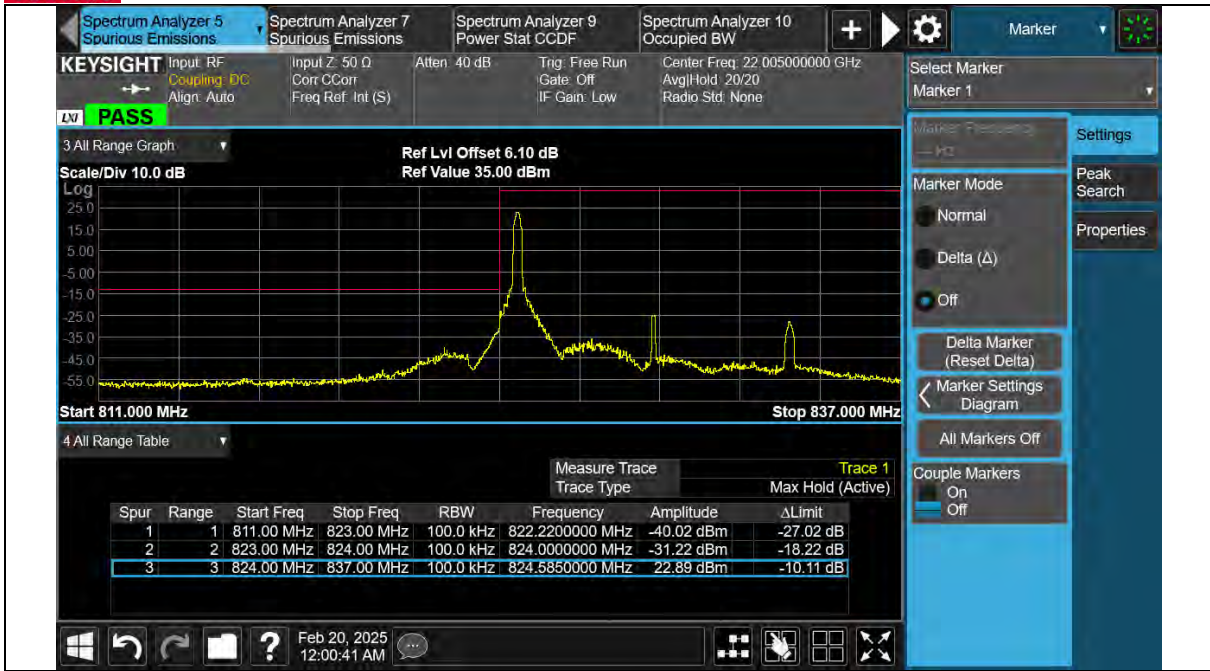 Spectrum Analyzer 5
Spurious Emissions
Spectrum Analyzer 7
Spurious Emissions
Spectrum Analyzer 9
Power Stat CCDF
Spectrum Analyzer 10
Occupied BW
Marker
KEYSIGHT
Input: RF
Coupling: DC
Align: Auto
Input Z: 50 Ω
Corr CCorr
Freq Ref: Int (S)
Atten: 40 dB
Trig: Free Run
Gate: Off
IF Gain: Low
Center Freq: 22.005000000 GHz
Avg|Hold: 20/20
Radio Std: None
LXI PASS
Select Marker
Marker 1
3 All Range Graph
Ref Lvl Offset 6.10 dB
Scale/Div 10.0 dB
Ref Value 35.00 dBm
Log
25.0
15.0
5.00
-5.00
-15.0
-25.0
-35.0
-45.0
-55.0
Start 811.000 MHz
Stop 837.000 MHz
Marker Frequency
--- Hz
Marker Mode
Normal
Delta (Δ)
Off
Delta Marker
(Reset Delta)
Marker Settings
Diagram
All Markers Off
Couple Markers
On
Off
Settings
Peak
Search
Properties
4 All Range Table
Measure Trace Trace 1
Trace Type Max Hold (Active)
Spur Range Start Freq Stop Freq RBW Frequency Amplitude ΔLimit
1 1 811.00 MHz 823.00 MHz 100.0 kHz 822.2200000 MHz -40.02 dBm -27.02 dB
2 2 823.00 MHz 824.00 MHz 100.0 kHz 824.0000000 MHz -31.22 dBm -18.22 dB
3 3 824.00 MHz 837.00 MHz 100.0 kHz 824.5850000 MHz 22.89 dBm -10.11 dB
Feb 20, 2025
12:00:41 AM